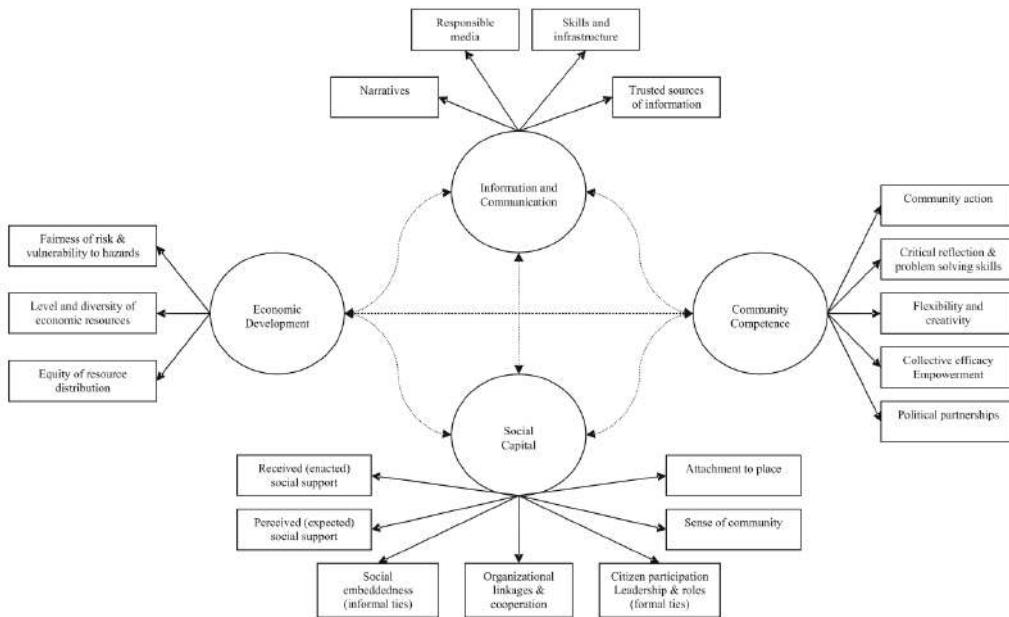 Responsible
media
Skills and
infrastructure
Narratives
Trusted sources
of information
Information and
Communication
Community action
Critical reflection &
problem solving skills
Flexibility and
creativity
Collective efficacy
Empowerment
Political partnerships
Fairness of risk &
vulnerability to hazards
Level and diversity of
economic resources
Equity of resource
distribution
Economic
Development
Community
Competence
Social
Capital
Received (enacted)
social support
Perceived (expected)
social support
Social
embeddedness
(informal ties)
Organizational
linkages &
cooperation
Citizen participation
Leadership & roles
(formal ties)
Attachment to place
Sense of community